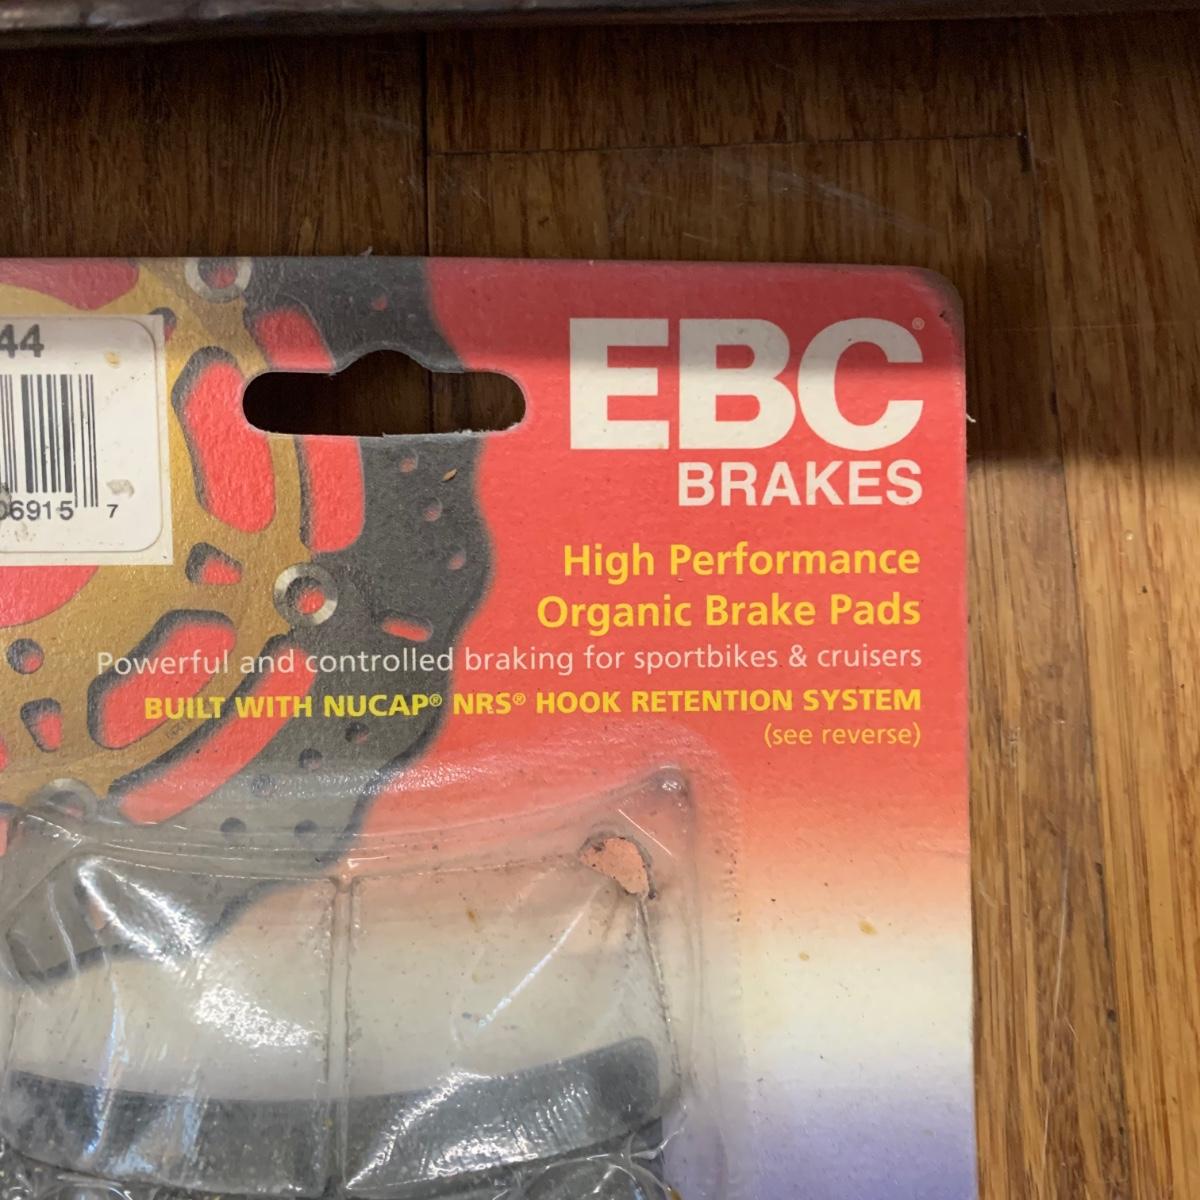 44
06915 7
EBC®
BRAKES
High Performance
Organic Brake Pads
Powerful and controlled braking for sportbikes & cruisers
BUILT WITH NUCAP® NRS® HOOK RETENTION SYSTEM
(see reverse)